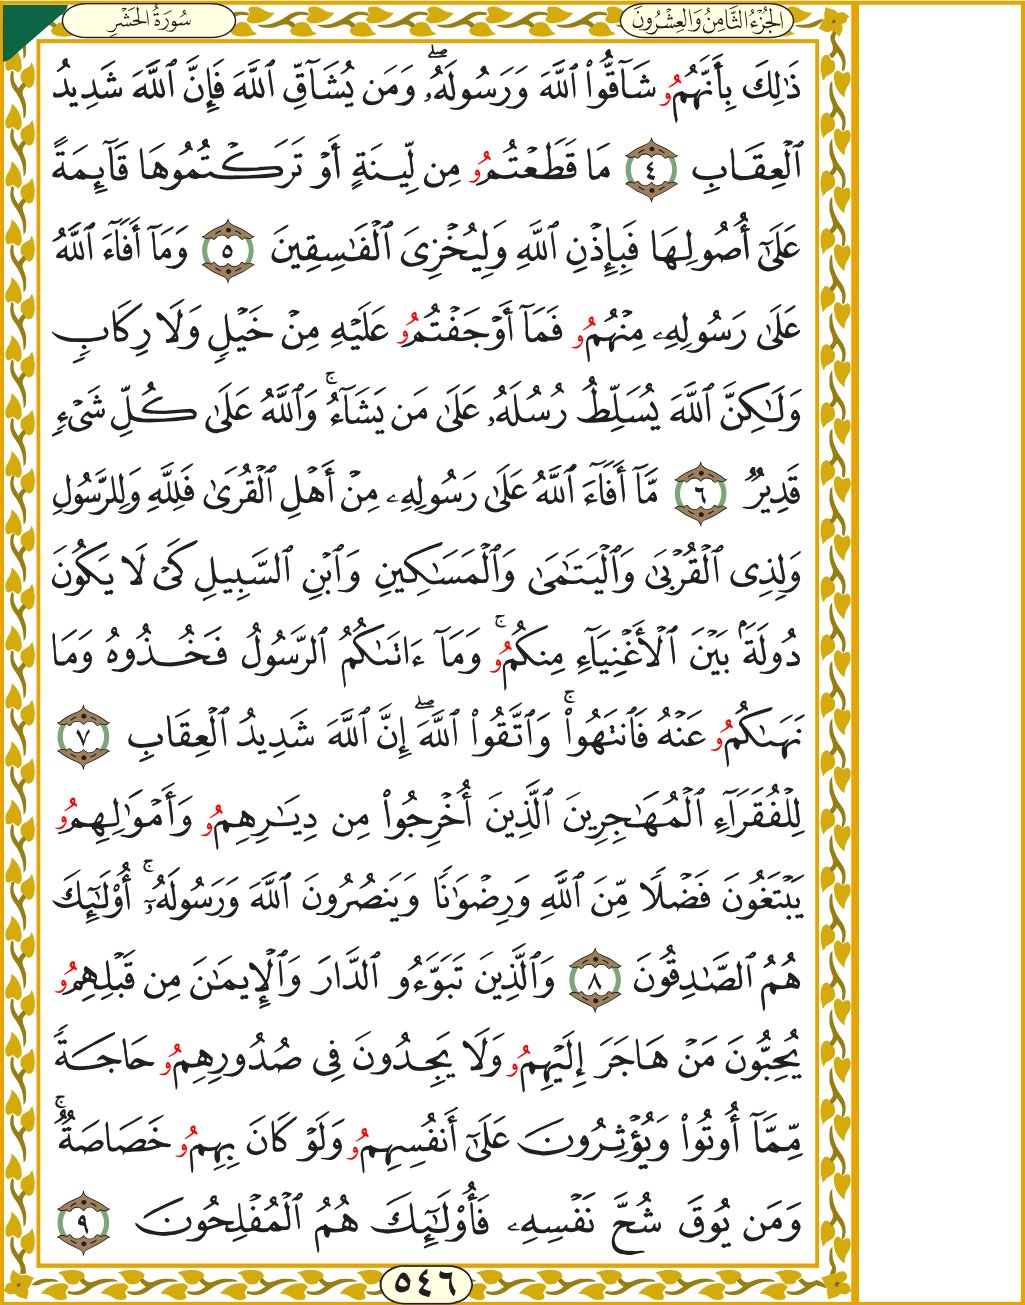 سُورَةُ الحَشْرِ
الجُزْءُ الثَّامِنُ وَالعِشْرُونَ
ذَٰلِكَ بِأَنَّهُمُۥ شَآقُّوا۟ ٱللَّهَ وَرَسُولَهُۥۖ وَمَن يُشَآقِّ ٱللَّهَ فَإِنَّ ٱللَّهَ شَدِيدُ
ٱلْعِقَابِ ٤ مَا قَطَعْتُمُۥ مِن لِّينَةٍ أَوْ تَرَكْتُمُوهَا قَآئِمَةً
عَلَىٰٓ أُصُولِهَا فَبِإِذْنِ ٱللَّهِ وَلِيُخْزِىَ ٱلْفَٰسِقِينَ ٥ وَمَآ أَفَآءَ ٱللَّهُ
عَلَىٰ رَسُولِهِۦ مِنْهُمُۥ فَمَآ أَوْجَفْتُمُۥ عَلَيْهِ مِنْ خَيْلٍ وَلَا رِكَابٍ
وَلَٰكِنَّ ٱللَّهَ يُسَلِّطُ رُسُلَهُۥ عَلَىٰ مَن يَشَآءُۚ وَٱللَّهُ عَلَىٰ كُلِّ شَىْءٍ
قَدِيرٌ ٦ مَّآ أَفَآءَ ٱللَّهُ عَلَىٰ رَسُولِهِۦ مِنْ أَهْلِ ٱلْقُرَىٰ فَلِلَّهِ وَلِلرَّسُولِ
وَلِذِى ٱلْقُرْبَىٰ وَٱلْيَتَٰمَىٰ وَٱلْمَسَٰكِينِ وَٱبْنِ ٱلسَّبِيلِ كَىْ لَا يَكُونَ
دُولَةًۢ بَيْنَ ٱلْأَغْنِيَآءِ مِنكُمُۥۚ وَمَآ ءَاتَىٰكُمُ ٱلرَّسُولُ فَخُذُوهُ وَمَا
نَهَىٰكُمُۥ عَنْهُ فَٱنتَهُوا۟ۚ وَٱتَّقُوا۟ ٱللَّهَۖ إِنَّ ٱللَّهَ شَدِيدُ ٱلْعِقَابِ ٧
لِلْفُقَرَآءِ ٱلْمُهَٰجِرِينَ ٱلَّذِينَ أُخْرِجُوا۟ مِن دِيَٰرِهِمُۥ وَأَمْوَٰلِهِمُۥ
يَبْتَغُونَ فَضْلًا مِّنَ ٱللَّهِ وَرِضْوَٰنًا وَيَنصُرُونَ ٱللَّهَ وَرَسُولَهُۥٓۚ أُو۟لَٰٓئِكَ
هُمُ ٱلصَّٰدِقُونَ ٨ وَٱلَّذِينَ تَبَوَّءُو ٱلدَّارَ وَٱلْإِيمَٰنَ مِن قَبْلِهِمُۥ
يُحِبُّونَ مَنْ هَاجَرَ إِلَيْهِمُۥ وَلَا يَجِدُونَ فِى صُدُورِهِمُۥ حَاجَةً
مِّمَّآ أُوتُوا۟ وَيُؤْثِرُونَ عَلَىٰٓ أَنفُسِهِمُۥ وَلَوْ كَانَ بِهِمُۥ خَصَاصَةٌۚ
وَمَن يُوقَ شُحَّ نَفْسِهِۦ فَأُو۟لَٰٓئِكَ هُمُ ٱلْمُفْلِحُونَ ٩
٥٤٦